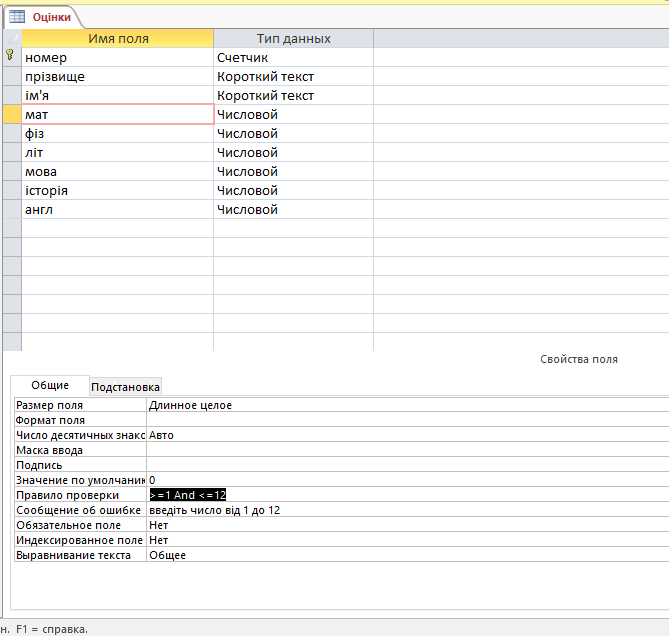 Оцінки
Имя поля Тип данных
номер Счетчик
прізвище Короткий текст
ім'я Короткий текст
мат Числовой
фіз Числовой
літ Числовой
мова Числовой
історія Числовой
англ Числовой
Свойства поля
Общие Подстановка
Размер поля Длинное целое
Формат поля
Число десятичных знако Авто
Маска ввода
Подпись
Значение по умолчани 0
Правило проверки >=1 And <=12
Сообщение об ошибке введіть число від 1 до 12
Обязательное поле Нет
Индексированное поле Нет
Выравнивание текста Общее
н. F1 = справка.